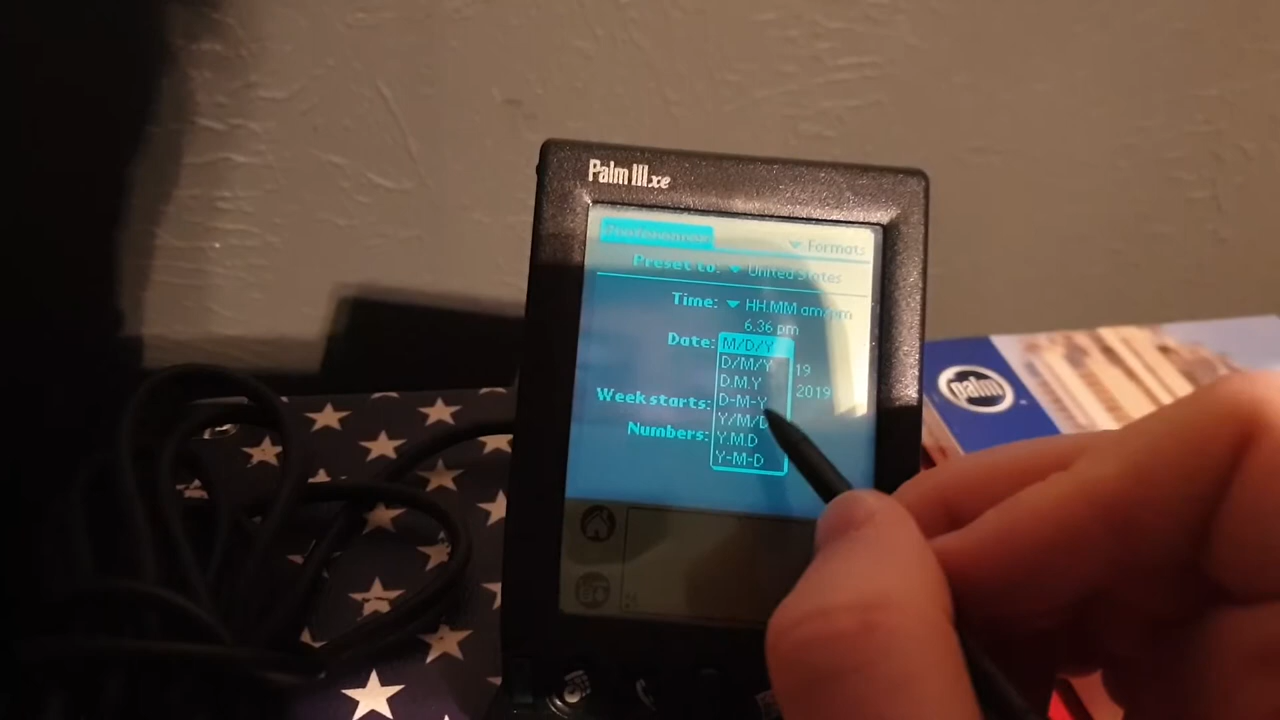 Palm IIIxe
Preferences
Formats
Preset to: United States
Time: HH.MM am/pm
6.36 pm
Date: M/D/Y
D/M/Y
19
D.M.Y
2019
D-M-Y
Week starts:
Y/M/D
Numbers:
Y.M.D
Y-M-D
palm